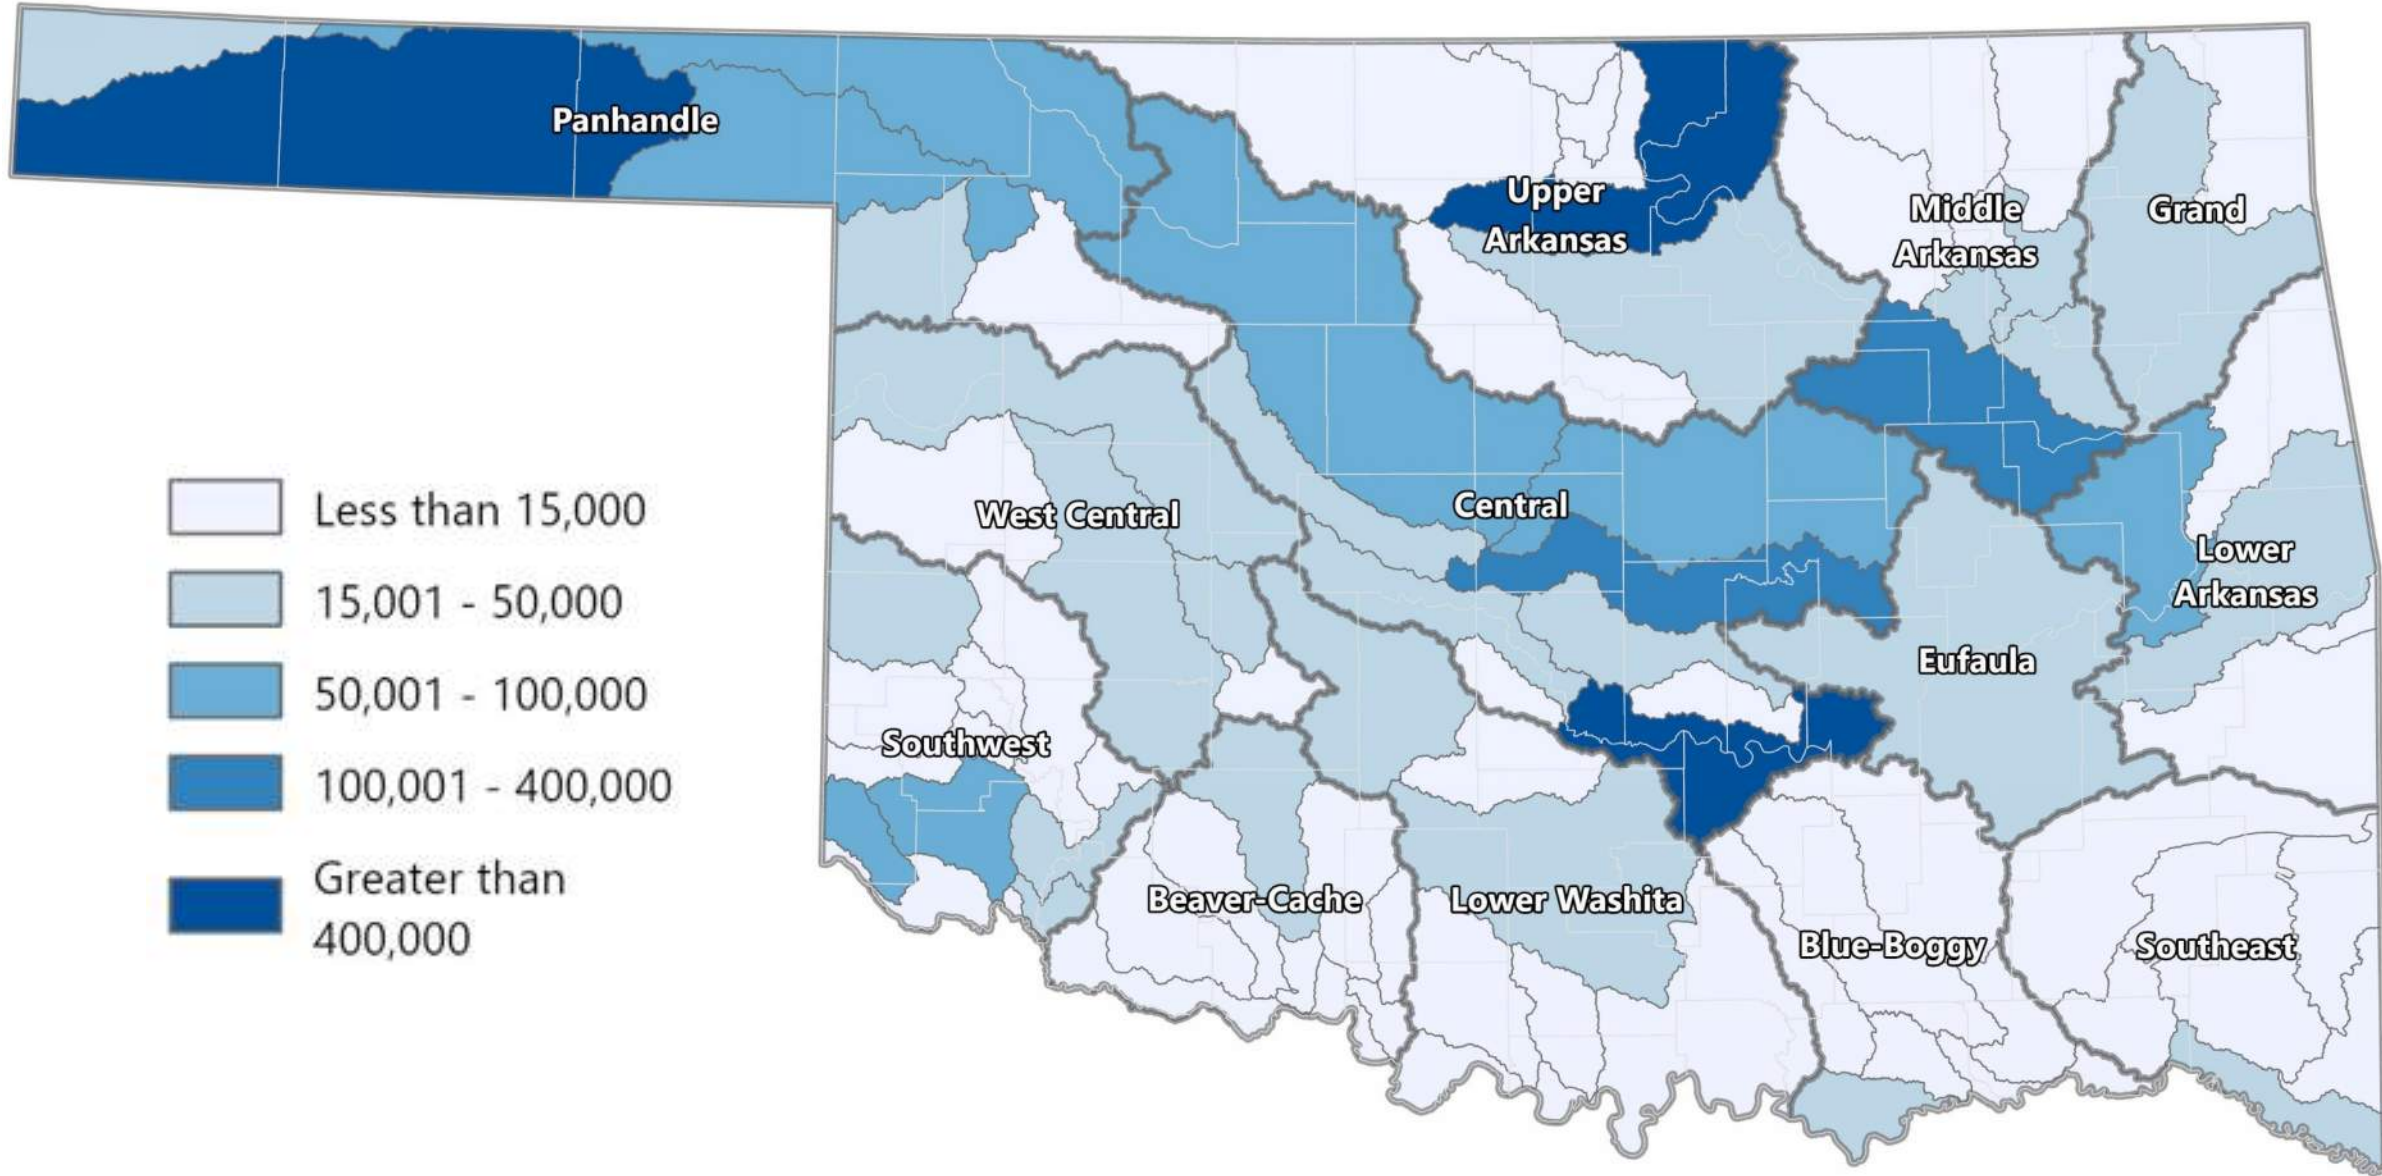 Panhandle
Upper
Arkansas
Middle
Arkansas
Grand
West Central
Central
Lower
Arkansas
Eufaula
Southwest
Beaver-Cache
Lower Washita
Blue-Boggy
Southeast
Less than 15,000
15,001 - 50,000
50,001 - 100,000
100,001 - 400,000
Greater than
400,000